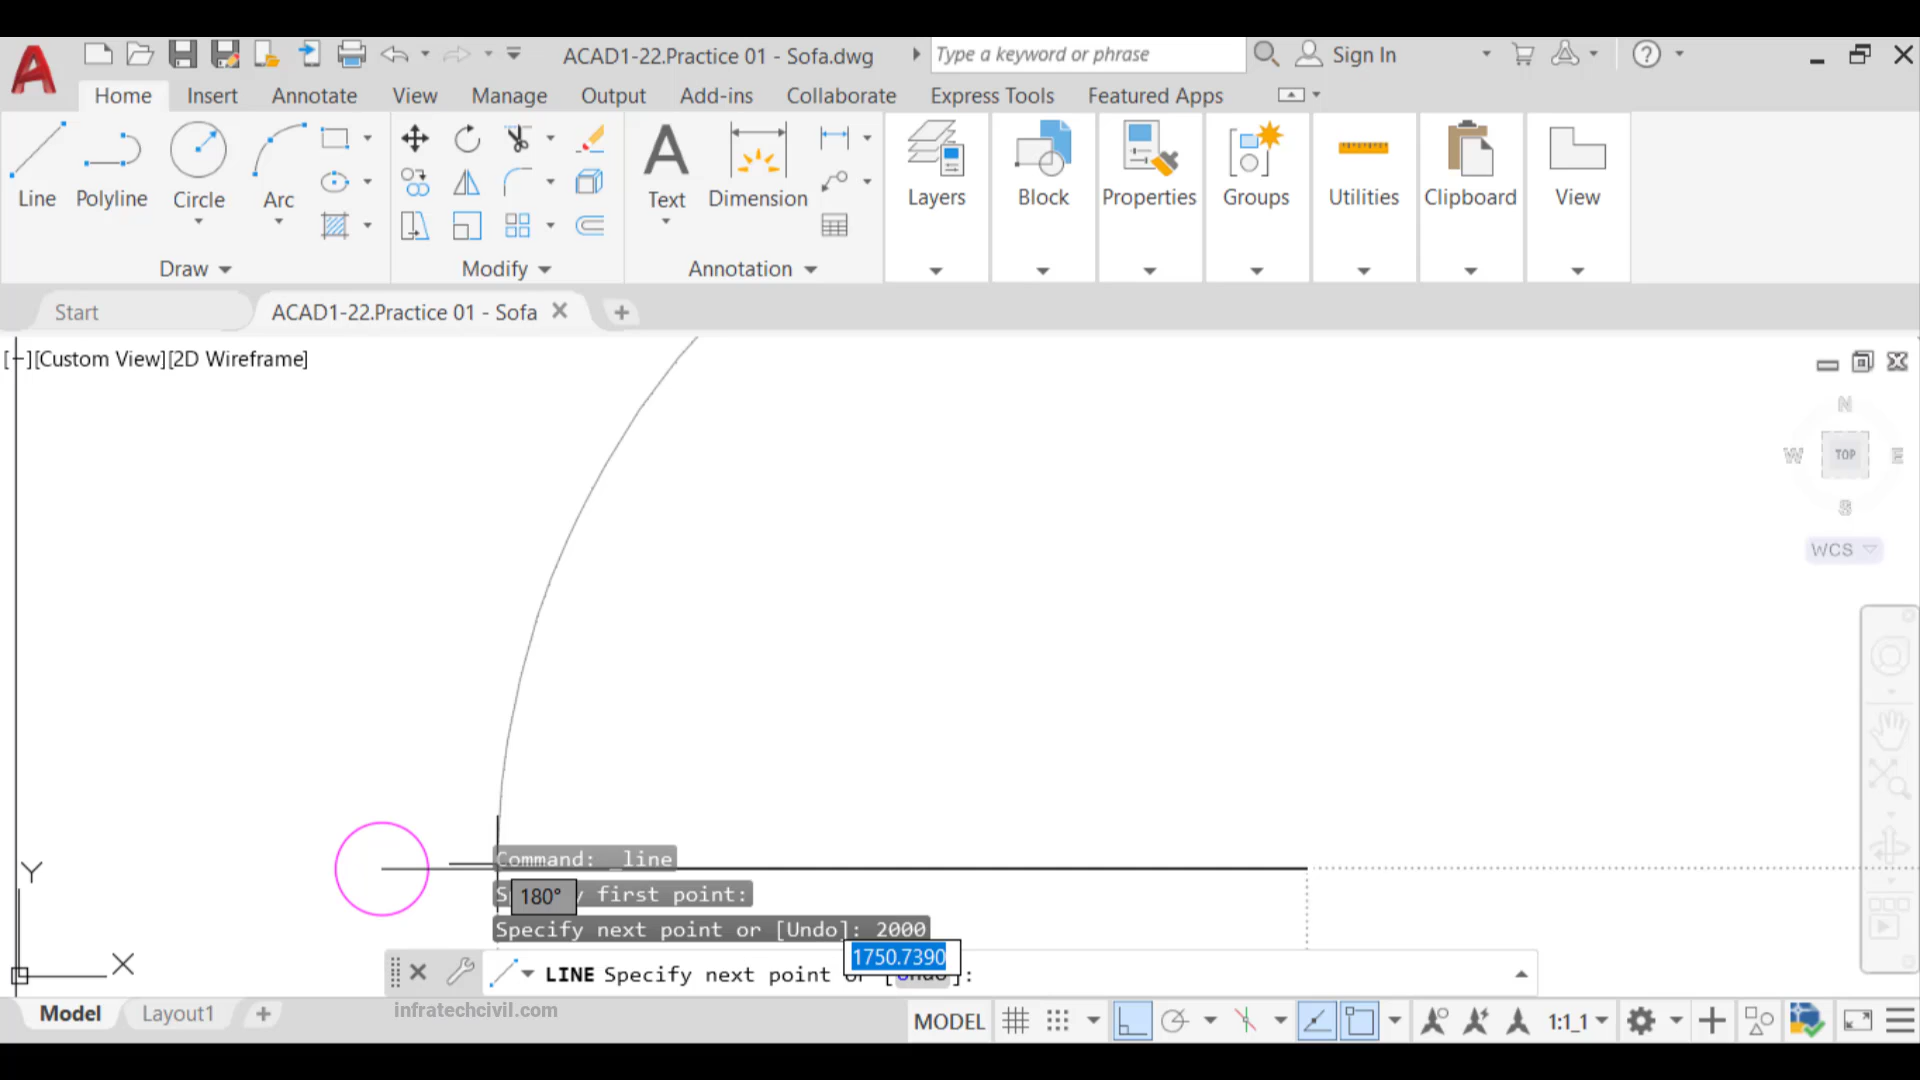 ACAD1-22.Practice 01 - Sofa.dwg
Type a keyword or phrase
Sign In
Home Insert Annotate View Manage Output Add-ins Collaborate Express Tools Featured Apps
Line Polyline Circle Arc
Text Dimension
Layers Block Properties Groups Utilities Clipboard View
Draw Modify Annotation
Start ACAD1-22.Practice 01 - Sofa
[-][Custom View][2D Wireframe]
N
W TOP E
S
WCS
Command: _line
first point:
180°
Specify next point or [Undo]: 2000
1750.7390
Y
X
LINE Specify next point or [Undo]:
Model Layout1
infratechcivil.com
MODEL
1:1_1